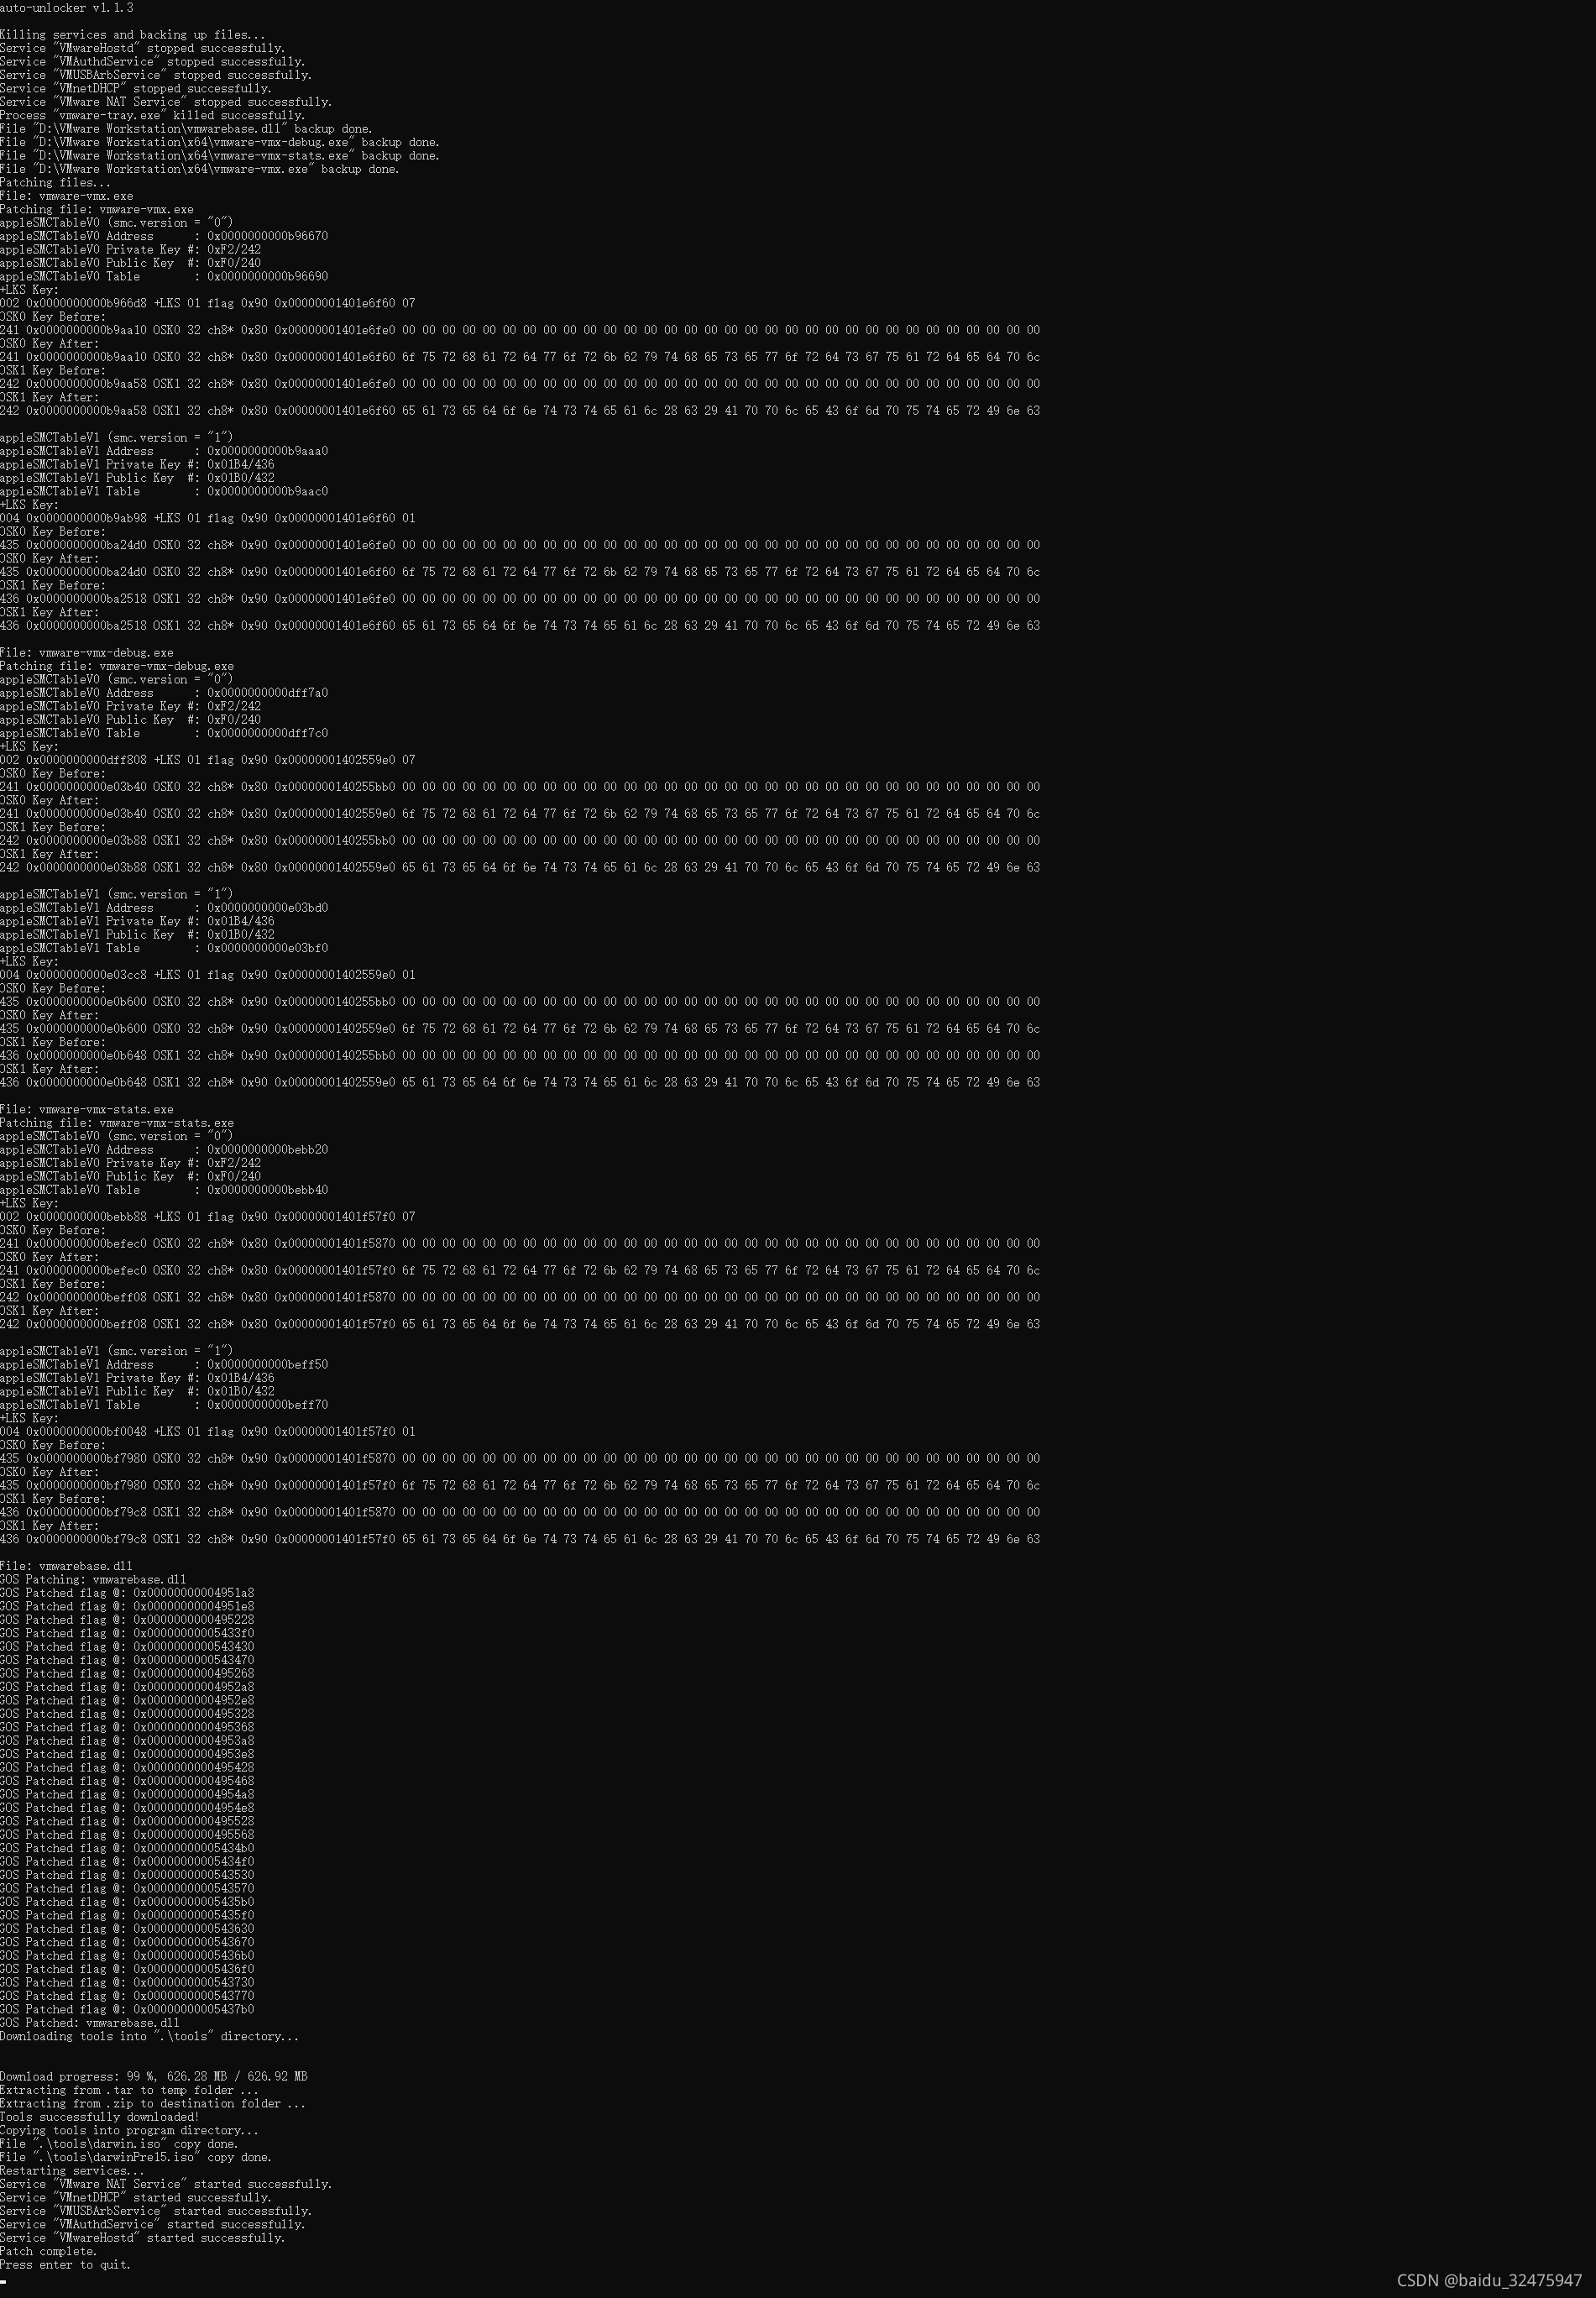 auto-unlocker v1.1.3
Killing services and backing up files...
Service "VMwareHostd" stopped successfully.
Service "VMAuthdService" stopped successfully.
Service "VMUSBArbService" stopped successfully.
Service "VMnetDHCP" stopped successfully.
Service "VMware NAT Service" stopped successfully.
Process "vmware-tray.exe" killed successfully.
File "D:\VMware Workstation\vmwarebase.dll" backup done.
File "D:\VMware Workstation\x64\vmware-vmx-debug.exe" backup done.
File "D:\VMware Workstation\x64\vmware-vmx-stats.exe" backup done.
File "D:\VMware Workstation\x64\vmware-vmx.exe" backup done.
Patching files...
File: vmware-vmx.exe
Patching file: vmware-vmx.exe
appleSMCTableV0 (smc.version = "0")
appleSMCTableV0 Address      : 0x0000000000b96670
appleSMCTableV0 Private Key #: 0xF2/242
appleSMCTableV0 Public Key  #: 0xF0/240
appleSMCTableV0 Table        : 0x0000000000b96690
+LKS Key:
002 0x0000000000b966d8 +LKS 01 flag 0x90 0x00000001401e6f60 07
OSK0 Key Before:
241 0x0000000000b9aa10 OSK0 32 ch8* 0x80 0x00000001401e6fe0 00 00 00 00 00 00 00 00 00 00 00 00 00 00 00 00 00 00 00 00 00 00 00 00 00 00 00 00 00 00 00 00
OSK0 Key After:
241 0x0000000000b9aa10 OSK0 32 ch8* 0x80 0x00000001401e6f60 6f 75 72 68 61 72 64 77 6f 72 6b 62 79 74 68 65 73 65 77 6f 72 64 73 67 75 61 72 64 65 64 70 6c
OSK1 Key Before:
242 0x0000000000b9aa58 OSK1 32 ch8* 0x80 0x00000001401e6fe0 00 00 00 00 00 00 00 00 00 00 00 00 00 00 00 00 00 00 00 00 00 00 00 00 00 00 00 00 00 00 00 00
OSK1 Key After:
242 0x0000000000b9aa58 OSK1 32 ch8* 0x80 0x00000001401e6f60 65 61 73 65 64 6f 6e 74 73 74 65 61 6c 28 63 29 41 70 70 6c 65 43 6f 6d 70 75 74 65 72 49 6e 63
appleSMCTableV1 (smc.version = "1")
appleSMCTableV1 Address      : 0x0000000000b9aaa0
appleSMCTableV1 Private Key #: 0x01B4/436
appleSMCTableV1 Public Key  #: 0x01B0/432
appleSMCTableV1 Table        : 0x0000000000b9aac0
+LKS Key:
004 0x0000000000b9ab98 +LKS 01 flag 0x90 0x00000001401e6f60 01
OSK0 Key Before:
435 0x0000000000ba24d0 OSK0 32 ch8* 0x90 0x00000001401e6fe0 00 00 00 00 00 00 00 00 00 00 00 00 00 00 00 00 00 00 00 00 00 00 00 00 00 00 00 00 00 00 00 00
OSK0 Key After:
435 0x0000000000ba24d0 OSK0 32 ch8* 0x90 0x00000001401e6f60 6f 75 72 68 61 72 64 77 6f 72 6b 62 79 74 68 65 73 65 77 6f 72 64 73 67 75 61 72 64 65 64 70 6c
OSK1 Key Before:
436 0x0000000000ba2518 OSK1 32 ch8* 0x90 0x00000001401e6fe0 00 00 00 00 00 00 00 00 00 00 00 00 00 00 00 00 00 00 00 00 00 00 00 00 00 00 00 00 00 00 00 00
OSK1 Key After:
436 0x0000000000ba2518 OSK1 32 ch8* 0x90 0x00000001401e6f60 65 61 73 65 64 6f 6e 74 73 74 65 61 6c 28 63 29 41 70 70 6c 65 43 6f 6d 70 75 74 65 72 49 6e 63
File: vmware-vmx-debug.exe
Patching file: vmware-vmx-debug.exe
appleSMCTableV0 (smc.version = "0")
appleSMCTableV0 Address      : 0x0000000000dff7a0
appleSMCTableV0 Private Key #: 0xF2/242
appleSMCTableV0 Public Key  #: 0xF0/240
appleSMCTableV0 Table        : 0x0000000000dff7c0
+LKS Key:
002 0x0000000000dff808 +LKS 01 flag 0x90 0x00000001402559e0 07
OSK0 Key Before:
241 0x0000000000e03b40 OSK0 32 ch8* 0x80 0x0000000140255bb0 00 00 00 00 00 00 00 00 00 00 00 00 00 00 00 00 00 00 00 00 00 00 00 00 00 00 00 00 00 00 00 00
OSK0 Key After:
241 0x0000000000e03b40 OSK0 32 ch8* 0x80 0x00000001402559e0 6f 75 72 68 61 72 64 77 6f 72 6b 62 79 74 68 65 73 65 77 6f 72 64 73 67 75 61 72 64 65 64 70 6c
OSK1 Key Before:
242 0x0000000000e03b88 OSK1 32 ch8* 0x80 0x0000000140255bb0 00 00 00 00 00 00 00 00 00 00 00 00 00 00 00 00 00 00 00 00 00 00 00 00 00 00 00 00 00 00 00 00
OSK1 Key After:
242 0x0000000000e03b88 OSK1 32 ch8* 0x80 0x00000001402559e0 65 61 73 65 64 6f 6e 74 73 74 65 61 6c 28 63 29 41 70 70 6c 65 43 6f 6d 70 75 74 65 72 49 6e 63
appleSMCTableV1 (smc.version = "1")
appleSMCTableV1 Address      : 0x0000000000e03bd0
appleSMCTableV1 Private Key #: 0x01B4/436
appleSMCTableV1 Public Key  #: 0x01B0/432
appleSMCTableV1 Table        : 0x0000000000e03bf0
+LKS Key:
004 0x0000000000e03cc8 +LKS 01 flag 0x90 0x00000001402559e0 01
OSK0 Key Before:
435 0x0000000000e0b600 OSK0 32 ch8* 0x90 0x0000000140255bb0 00 00 00 00 00 00 00 00 00 00 00 00 00 00 00 00 00 00 00 00 00 00 00 00 00 00 00 00 00 00 00 00
OSK0 Key After:
435 0x0000000000e0b600 OSK0 32 ch8* 0x90 0x00000001402559e0 6f 75 72 68 61 72 64 77 6f 72 6b 62 79 74 68 65 73 65 77 6f 72 64 73 67 75 61 72 64 65 64 70 6c
OSK1 Key Before:
436 0x0000000000e0b648 OSK1 32 ch8* 0x90 0x0000000140255bb0 00 00 00 00 00 00 00 00 00 00 00 00 00 00 00 00 00 00 00 00 00 00 00 00 00 00 00 00 00 00 00 00
OSK1 Key After:
436 0x0000000000e0b648 OSK1 32 ch8* 0x90 0x00000001402559e0 65 61 73 65 64 6f 6e 74 73 74 65 61 6c 28 63 29 41 70 70 6c 65 43 6f 6d 70 75 74 65 72 49 6e 63
File: vmware-vmx-stats.exe
Patching file: vmware-vmx-stats.exe
appleSMCTableV0 (smc.version = "0")
appleSMCTableV0 Address      : 0x0000000000bebb20
appleSMCTableV0 Private Key #: 0xF2/242
appleSMCTableV0 Public Key  #: 0xF0/240
appleSMCTableV0 Table        : 0x0000000000bebb40
+LKS Key:
002 0x0000000000bebb88 +LKS 01 flag 0x90 0x00000001401f57f0 07
OSK0 Key Before:
241 0x0000000000befec0 OSK0 32 ch8* 0x80 0x00000001401f5870 00 00 00 00 00 00 00 00 00 00 00 00 00 00 00 00 00 00 00 00 00 00 00 00 00 00 00 00 00 00 00 00
OSK0 Key After:
241 0x0000000000befec0 OSK0 32 ch8* 0x80 0x00000001401f57f0 6f 75 72 68 61 72 64 77 6f 72 6b 62 79 74 68 65 73 65 77 6f 72 64 73 67 75 61 72 64 65 64 70 6c
OSK1 Key Before:
242 0x0000000000beff08 OSK1 32 ch8* 0x80 0x00000001401f5870 00 00 00 00 00 00 00 00 00 00 00 00 00 00 00 00 00 00 00 00 00 00 00 00 00 00 00 00 00 00 00 00
OSK1 Key After:
242 0x0000000000beff08 OSK1 32 ch8* 0x80 0x00000001401f57f0 65 61 73 65 64 6f 6e 74 73 74 65 61 6c 28 63 29 41 70 70 6c 65 43 6f 6d 70 75 74 65 72 49 6e 63
appleSMCTableV1 (smc.version = "1")
appleSMCTableV1 Address      : 0x0000000000beff50
appleSMCTableV1 Private Key #: 0x01B4/436
appleSMCTableV1 Public Key  #: 0x01B0/432
appleSMCTableV1 Table        : 0x0000000000beff70
+LKS Key:
004 0x0000000000bf0048 +LKS 01 flag 0x90 0x00000001401f57f0 01
OSK0 Key Before:
435 0x0000000000bf7980 OSK0 32 ch8* 0x90 0x00000001401f5870 00 00 00 00 00 00 00 00 00 00 00 00 00 00 00 00 00 00 00 00 00 00 00 00 00 00 00 00 00 00 00 00
OSK0 Key After:
435 0x0000000000bf7980 OSK0 32 ch8* 0x90 0x00000001401f57f0 6f 75 72 68 61 72 64 77 6f 72 6b 62 79 74 68 65 73 65 77 6f 72 64 73 67 75 61 72 64 65 64 70 6c
OSK1 Key Before:
436 0x0000000000bf79c8 OSK1 32 ch8* 0x90 0x00000001401f5870 00 00 00 00 00 00 00 00 00 00 00 00 00 00 00 00 00 00 00 00 00 00 00 00 00 00 00 00 00 00 00 00
OSK1 Key After:
436 0x0000000000bf79c8 OSK1 32 ch8* 0x90 0x00000001401f57f0 65 61 73 65 64 6f 6e 74 73 74 65 61 6c 28 63 29 41 70 70 6c 65 43 6f 6d 70 75 74 65 72 49 6e 63
File: vmwarebase.dll
GOS Patching: vmwarebase.dll
GOS Patched flag @: 0x00000000004951a8
GOS Patched flag @: 0x00000000004951e8
GOS Patched flag @: 0x0000000000495228
GOS Patched flag @: 0x00000000005433f0
GOS Patched flag @: 0x0000000000543430
GOS Patched flag @: 0x0000000000543470
GOS Patched flag @: 0x0000000000495268
GOS Patched flag @: 0x00000000004952a8
GOS Patched flag @: 0x00000000004952e8
GOS Patched flag @: 0x0000000000495328
GOS Patched flag @: 0x0000000000495368
GOS Patched flag @: 0x00000000004953a8
GOS Patched flag @: 0x00000000004953e8
GOS Patched flag @: 0x0000000000495428
GOS Patched flag @: 0x0000000000495468
GOS Patched flag @: 0x00000000004954a8
GOS Patched flag @: 0x00000000004954e8
GOS Patched flag @: 0x0000000000495528
GOS Patched flag @: 0x0000000000495568
GOS Patched flag @: 0x00000000005434b0
GOS Patched flag @: 0x00000000005434f0
GOS Patched flag @: 0x0000000000543530
GOS Patched flag @: 0x0000000000543570
GOS Patched flag @: 0x00000000005435b0
GOS Patched flag @: 0x00000000005435f0
GOS Patched flag @: 0x0000000000543630
GOS Patched flag @: 0x0000000000543670
GOS Patched flag @: 0x00000000005436b0
GOS Patched flag @: 0x00000000005436f0
GOS Patched flag @: 0x0000000000543730
GOS Patched flag @: 0x0000000000543770
GOS Patched flag @: 0x00000000005437b0
GOS Patched: vmwarebase.dll
Downloading tools into ".\tools" directory...
Download progress: 99 %, 626.28 MB / 626.92 MB
Extracting from .tar to temp folder ...
Extracting from .zip to destination folder ...
Tools successfully downloaded!
Copying tools into program directory...
File ".\tools\darwin.iso" copy done.
File ".\tools\darwinPre15.iso" copy done.
Restarting services...
Service "VMware NAT Service" started successfully.
Service "VMnetDHCP" started successfully.
Service "VMUSBArbService" started successfully.
Service "VMAuthdService" started successfully.
Service "VMwareHostd" started successfully.
Patch complete.
Press enter to quit.
CSDN @baidu_32475947